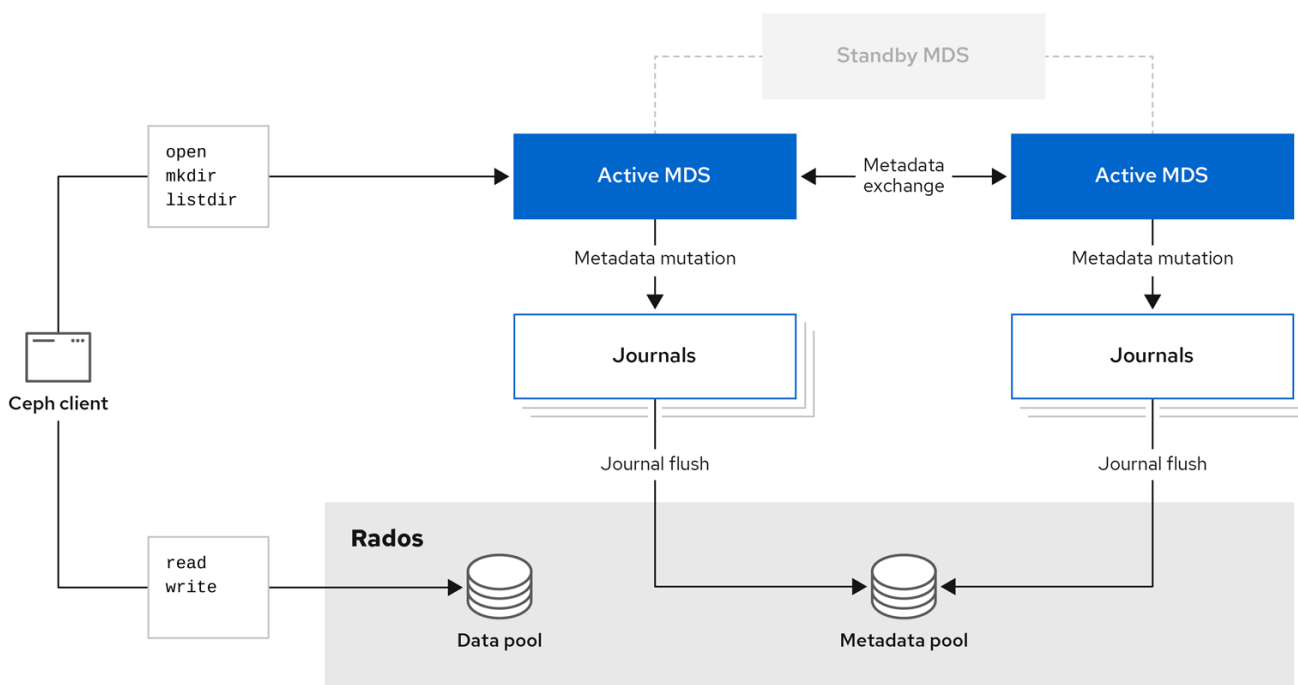 Standby MDS
open
mkdir
listdir
Active MDS
Metadata
exchange
Active MDS
Metadata mutation
Metadata mutation
Journals
Journals
Ceph client
Journal flush
Journal flush
Rados
read
write
Data pool
Metadata pool